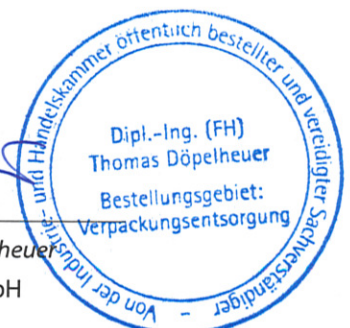 Von der Industrie- und Handelskammer öffentlich bestellter und vereidigter Sachverständiger -
Dipl.-Ing. (FH)
Thomas Döpelheuer
Bestellungsgebiet:
Verpackungsentsorgung
heuer
bH